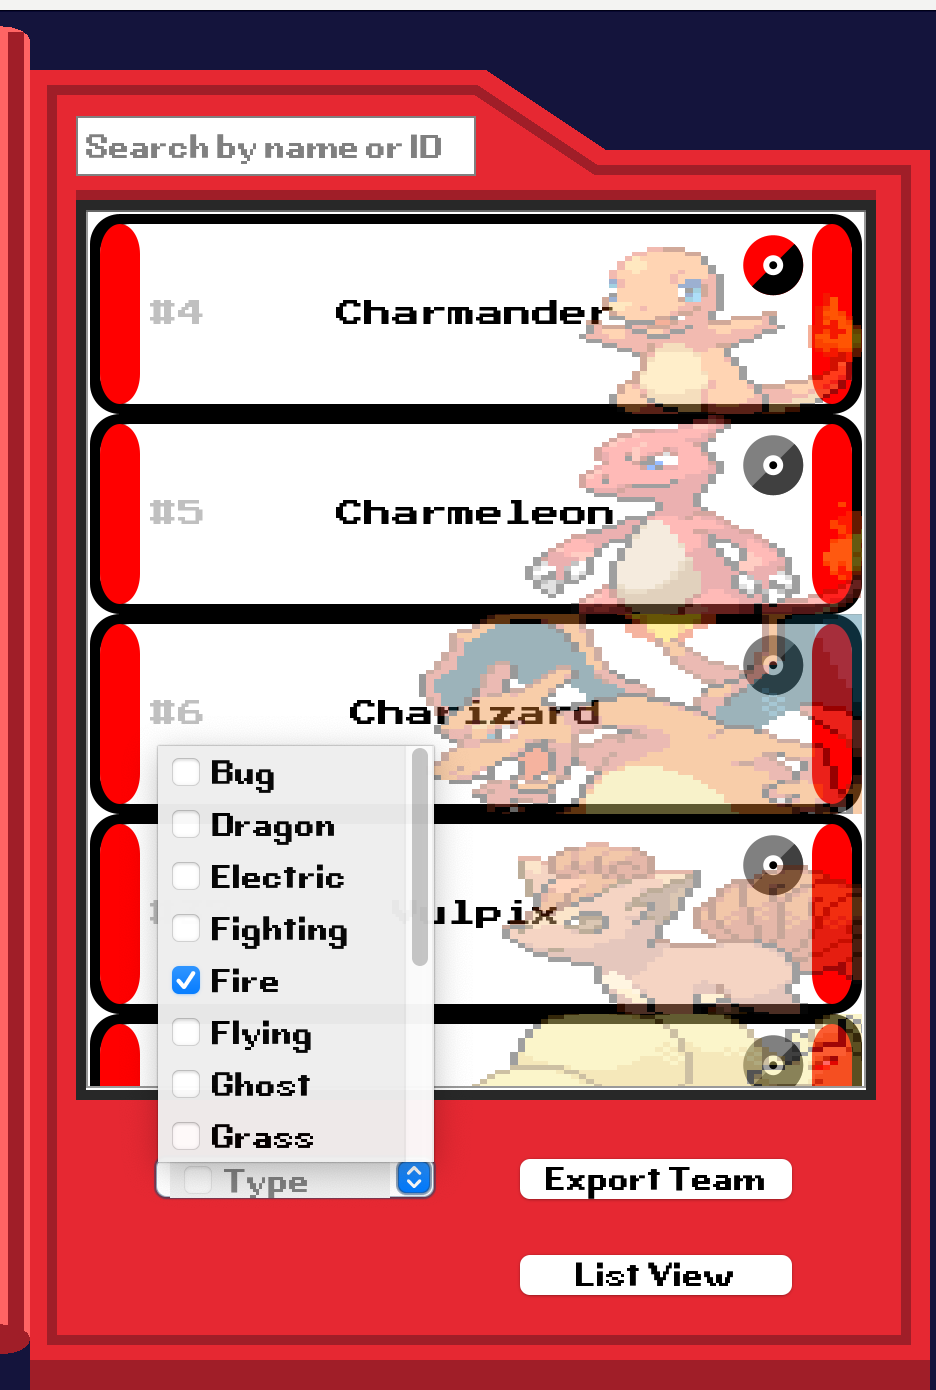 Search by name or ID
#4 Charmander
#5 Charmeleon
#6 Charizard
Vulpix
Bug
Dragon
Electric
Fighting
Fire
Flying
Ghost
Grass
Type
Export Team
List View